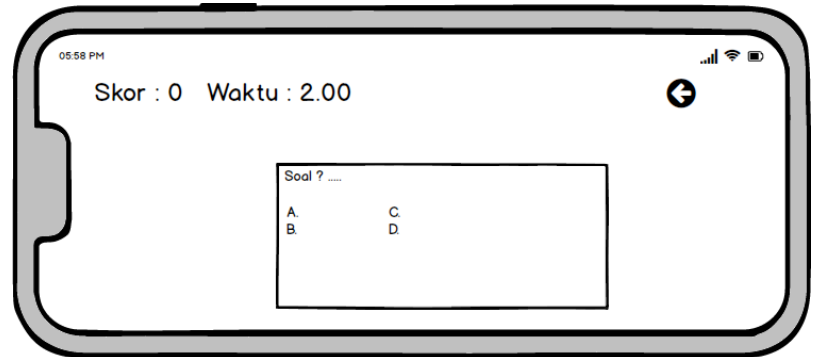 05:58 PM
Skor : 0 Waktu : 2.00
Soal ? .....
A. C.
B. D.